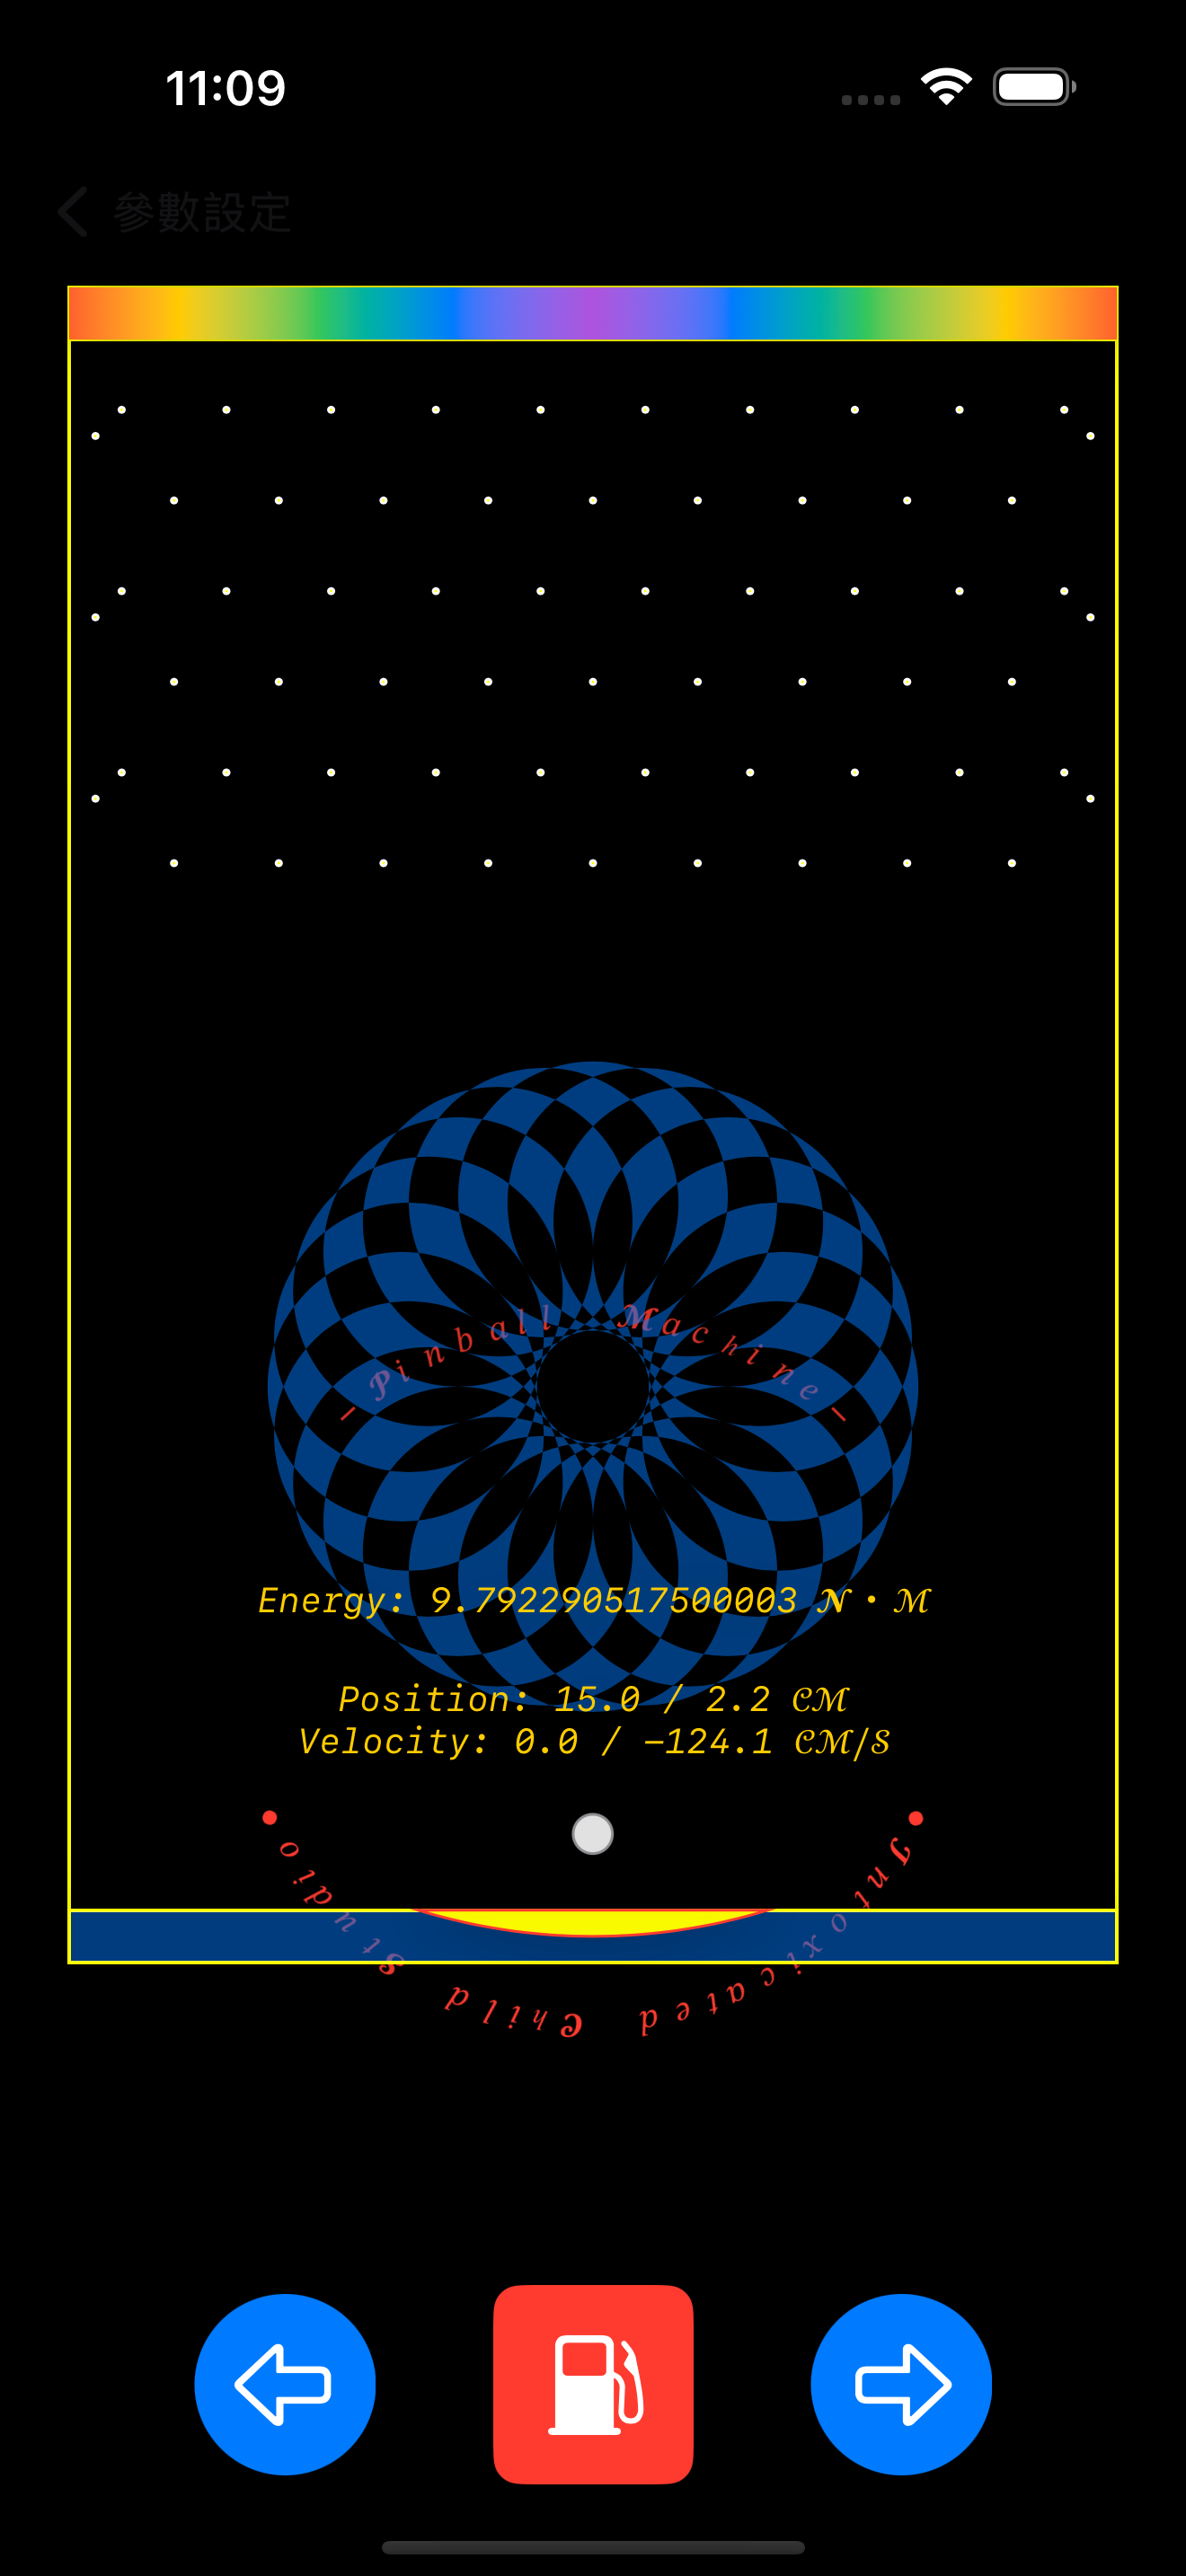 11:09
參數設定
– Pinball Machine –
Energy: 9.792290517500003 𝒩・ℳ
Position: 15.0 / 2.2 𝒞ℳ
Velocity: 0.0 / −124.1 𝒞ℳ/𝒮
• Intoxicated Child Studio •